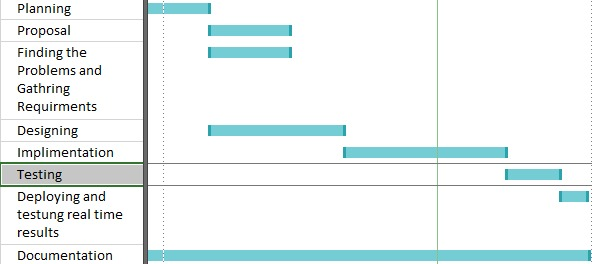 Planning
Proposal
Finding the
Problems and
Gathring
Requirments
Designing
Implimentation
Testing
Deploying and
testung real time
results
Documentation